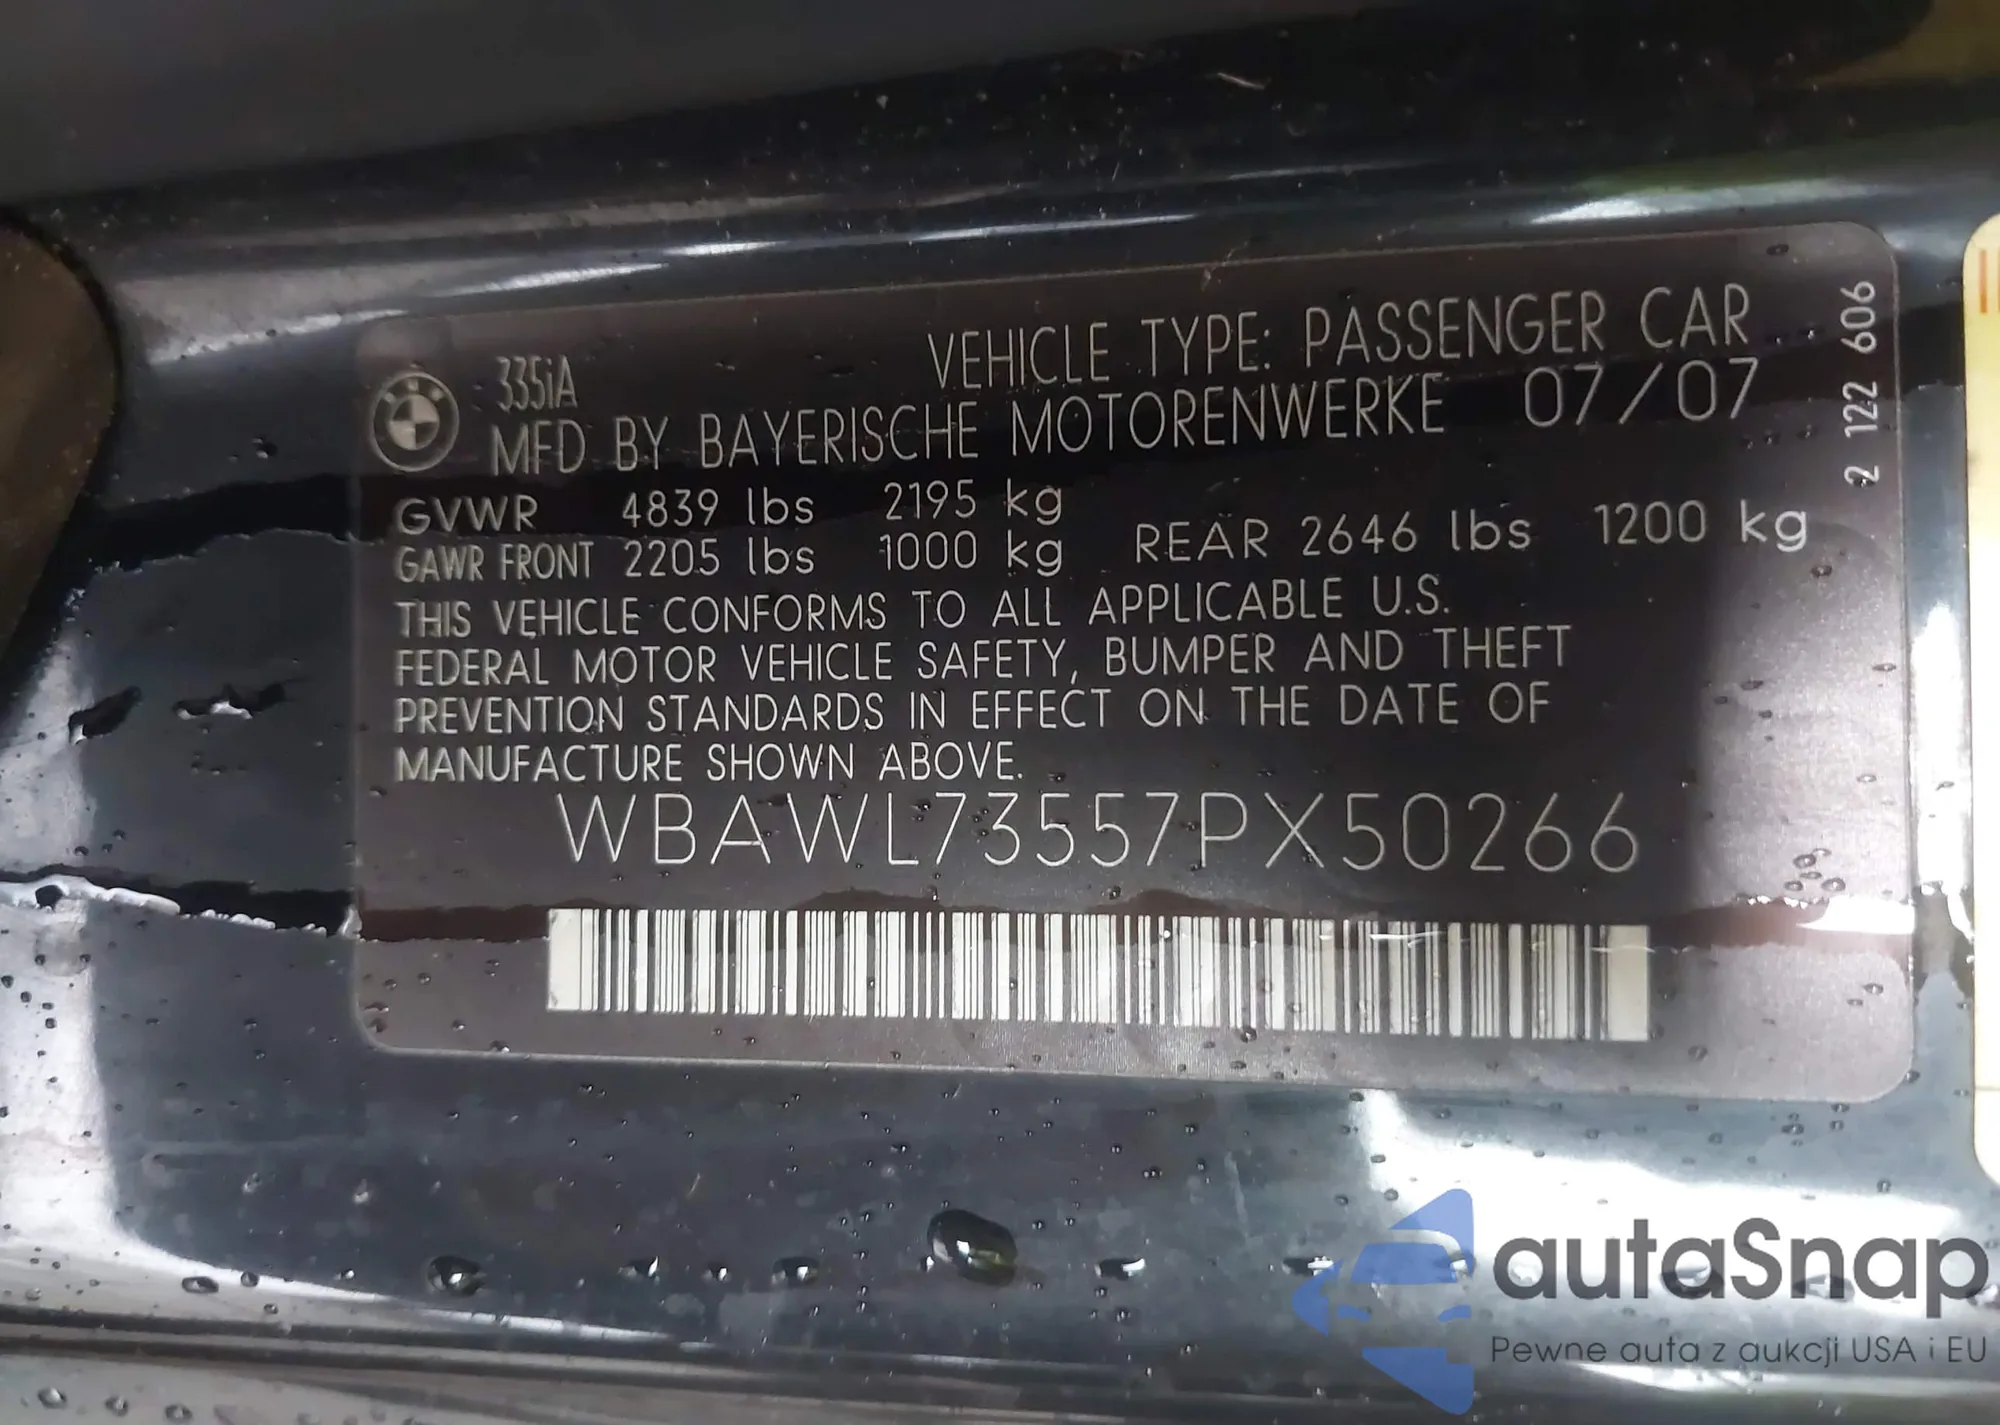 335iA VEHICLE TYPE: PASSENGER CAR
MFD BY BAYERISCHE MOTORENWERKE 07/07
GVWR 4839 lbs 2195 kg
GAWR FRONT 2205 lbs 1000 kg REAR 2646 lbs 1200 kg
THIS VEHICLE CONFORMS TO ALL APPLICABLE U.S.
FEDERAL MOTOR VEHICLE SAFETY, BUMPER AND THEFT
PREVENTION STANDARDS IN EFFECT ON THE DATE OF
MANUFACTURE SHOWN ABOVE.
WBAWL73557PX50266
2 122 606
autaSnap
Pewne auta z aukcji USA i EU